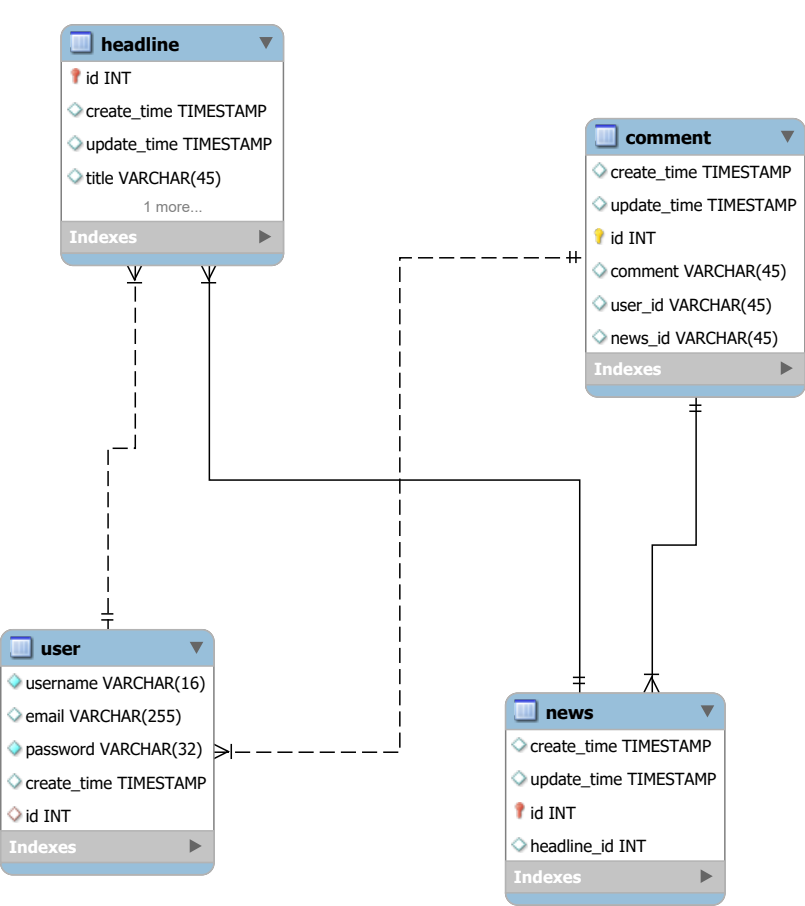 headline
id INT
create_time TIMESTAMP
update_time TIMESTAMP
title VARCHAR(45)
1 more...
Indexes
comment
create_time TIMESTAMP
update_time TIMESTAMP
id INT
comment VARCHAR(45)
user_id VARCHAR(45)
news_id VARCHAR(45)
Indexes
user
username VARCHAR(16)
email VARCHAR(255)
password VARCHAR(32)
create_time TIMESTAMP
id INT
Indexes
news
create_time TIMESTAMP
update_time TIMESTAMP
id INT
headline_id INT
Indexes